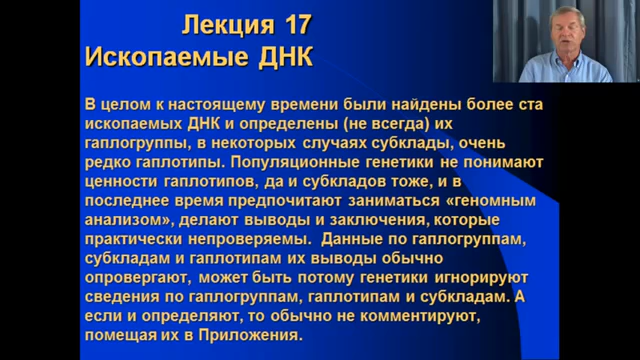 Лекция 17
Ископаемые ДНК
В целом к настоящему времени были найдены более ста
ископаемых ДНК и определены (не всегда) их
гаплогруппы, в некоторых случаях субклады, очень
редко гаплотипы. Популяционные генетики не понимают
ценности гаплотипов, да и субкладов тоже, и в
последнее время предпочитают заниматься «геномным
анализом», делают выводы и заключения, которые
практически непроверяемы. Данные по гаплогруппам,
субкладам и гаплотипам их выводы обычно
опровергают, может быть потому генетики игнорируют
сведения по гаплогруппам, гаплотипам и субкладам. А
если и определяют, то обычно не комментируют,
помещая их в Приложения.